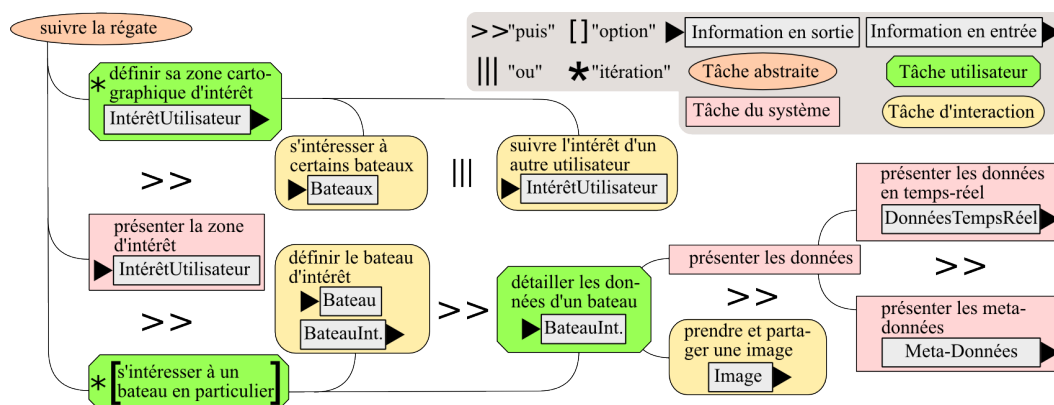 suivre la régate
>> "puis" [ ] "option" Information en sortie Information en entrée
||| "ou" * "itération" Tâche abstraite Tâche utilisateur
Tâche du système Tâche d'interaction
* définir sa zone carto-
graphique d'intérêt
IntérêtUtilisateur
s'intéresser à
certains bateaux
Bateaux
|||
suivre l'intérêt d'un
autre utilisateur
IntérêtUtilisateur
>>
présenter la zone
d'intérêt
IntérêtUtilisateur
>>
* [ s'intéresser à un
bateau en particulier ]
définir le bateau
d'intérêt
Bateau
BateauInt.
>>
détailler les don-
nées d'un bateau
BateauInt.
présenter les données
>>
prendre et parta-
ger une image
Image
présenter les données
en temps-réel
DonnéesTempsRéel
>>
présenter les meta-
données
Meta-Données